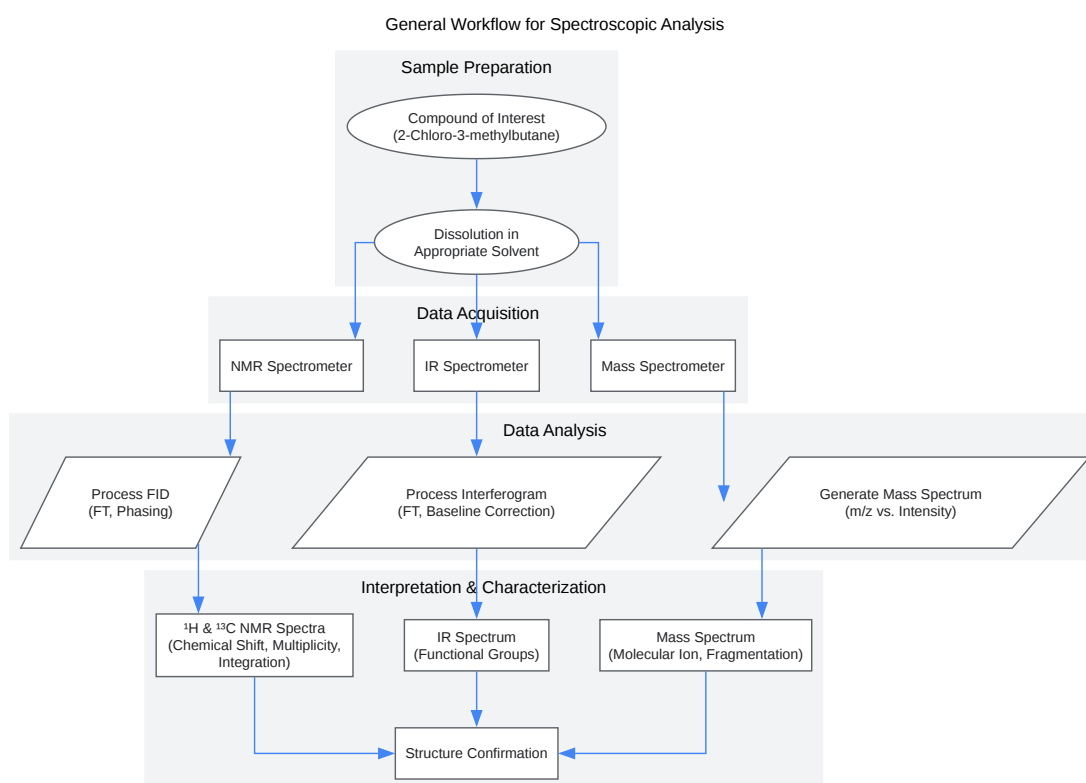 General Workflow for Spectroscopic Analysis
Sample Preparation
Compound of Interest
(2-Chloro-3-methylbutane)
Dissolution in
Appropriate Solvent
Data Acquisition
NMR Spectrometer
IR Spectrometer
Mass Spectrometer
Data Analysis
Process FID
(FT, Phasing)
Process Interferogram
(FT, Baseline Correction)
Generate Mass Spectrum
(m/z vs. Intensity)
Interpretation & Characterization
¹H & ¹³C NMR Spectra
(Chemical Shift, Multiplicity,
Integration)
IR Spectrum
(Functional Groups)
Mass Spectrum
(Molecular Ion, Fragmentation)
Structure Confirmation